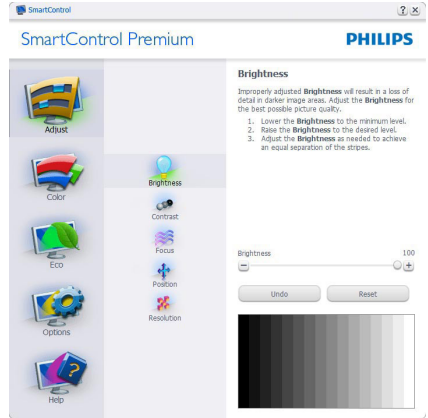 SmartControl
SmartControl Premium
PHILIPS
Adjust
Color
Eco
Options
Help
Brightness
Contrast
Focus
Position
Resolution
Brightness
Improperly adjusted Brightness will result in a loss of
detail in darker image areas. Adjust the Brightness for
the best possible picture quality.
1. Lower the Brightness to the minimum level.
2. Raise the Brightness to the desired level.
3. Adjust the Brightness as needed to achieve
an equal separation of the stripes.
Brightness 100
Undo Reset